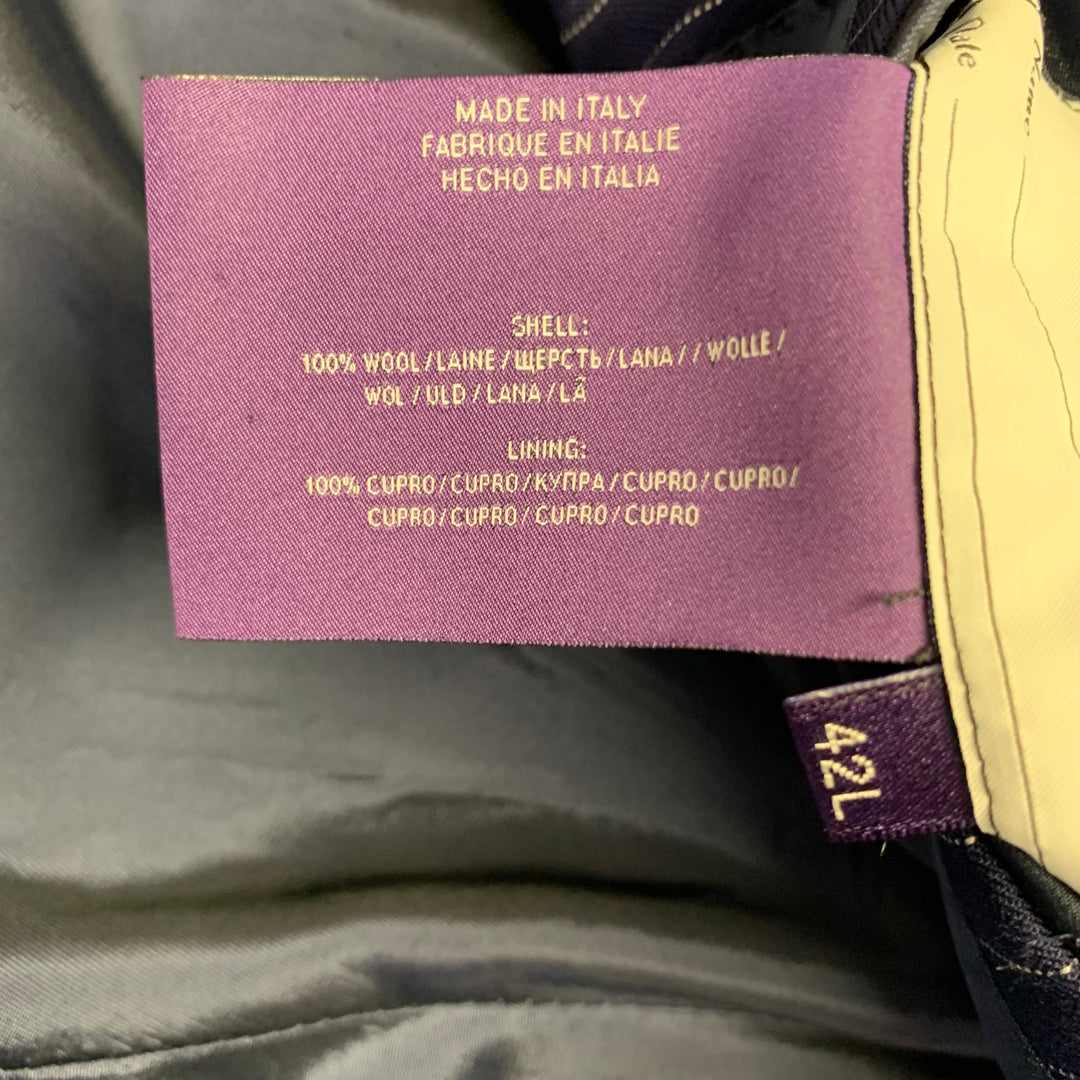 MADE IN ITALY
FABRIQUE EN ITALIE
HECHO EN ITALIA
SHELL:
100% WOOL / LAINE / ЩЕРСТЬ / LANA / / WOLLE /
WOL / ULD / LANA / LÃ
LINING:
100% CUPRO / CUPRO / КУПРА / CUPRO / CUPRO /
CUPRO / CUPRO / CUPRO / CUPRO
42L